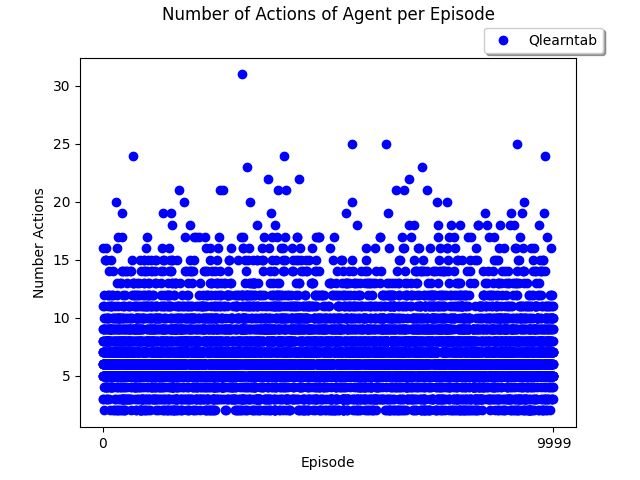 Number of Actions of Agent per Episode
Qlearntab
30
25
20
15
10
5
Number Actions
0 9999
Episode